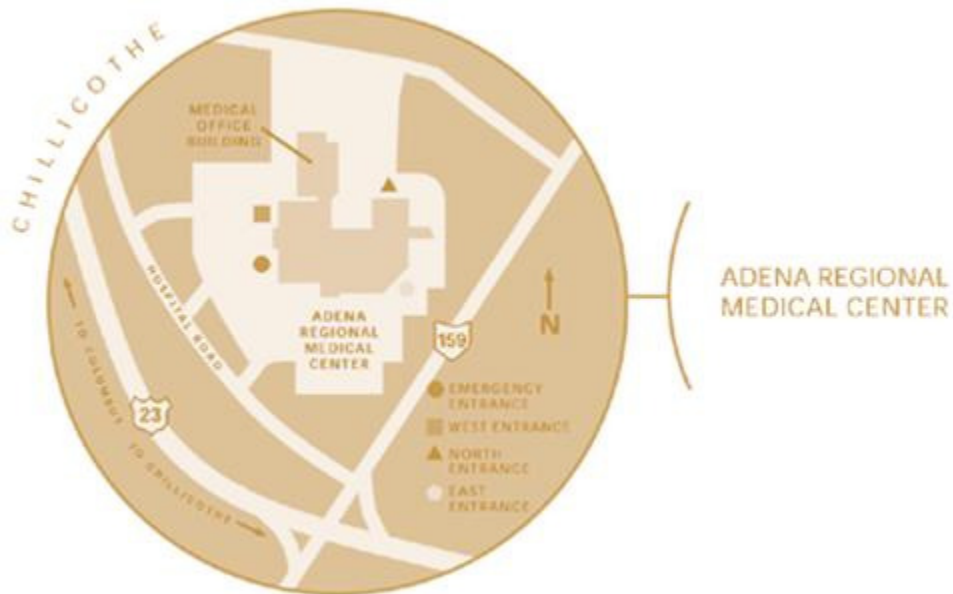 CHILLICOTHE
MEDICAL
OFFICE
BUILDING
HOSPITAL ROAD
ADENA
REGIONAL
MEDICAL
CENTER
159
N
23
TO COLUMBUS
TO CHILLICOTHE
EMERGENCY
ENTRANCE
WEST ENTRANCE
NORTH
ENTRANCE
EAST
ENTRANCE
ADENA REGIONAL
MEDICAL CENTER